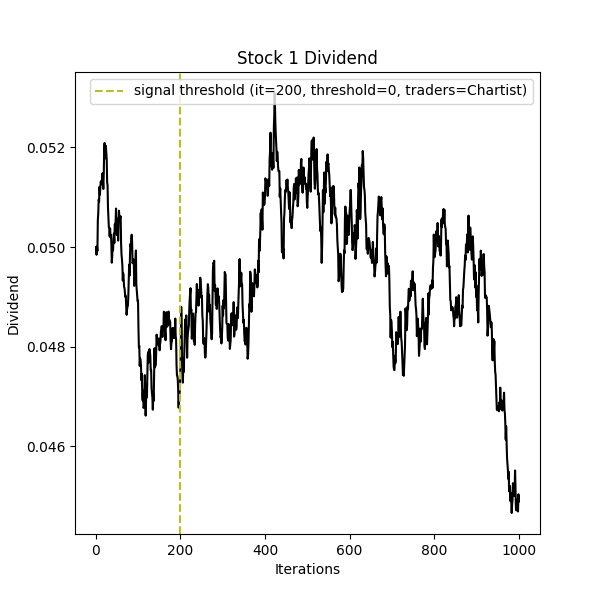 Stock 1 Dividend
signal threshold (it=200, threshold=0, traders=Chartist)
0.052
0.050
0.048
0.046
Dividend
0
200
400
600
800
1000
Iterations